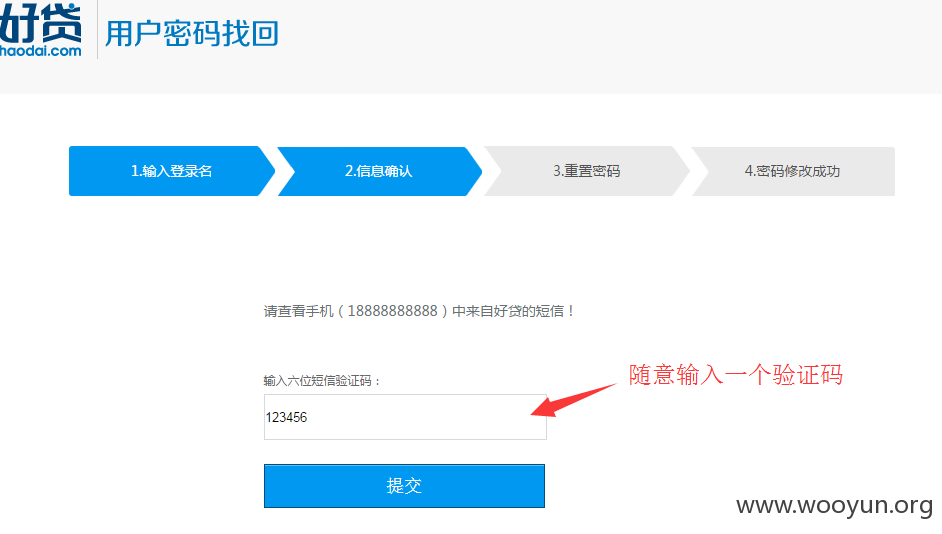 好贷
haodai.com
用户密码找回
1.输入登录名
2.信息确认
3.重置密码
4.密码修改成功
请查看手机（18888888888）中来自好贷的短信！
随意输入一个验证码
输入六位短信验证码：
123456
提交
www.wooyun.org